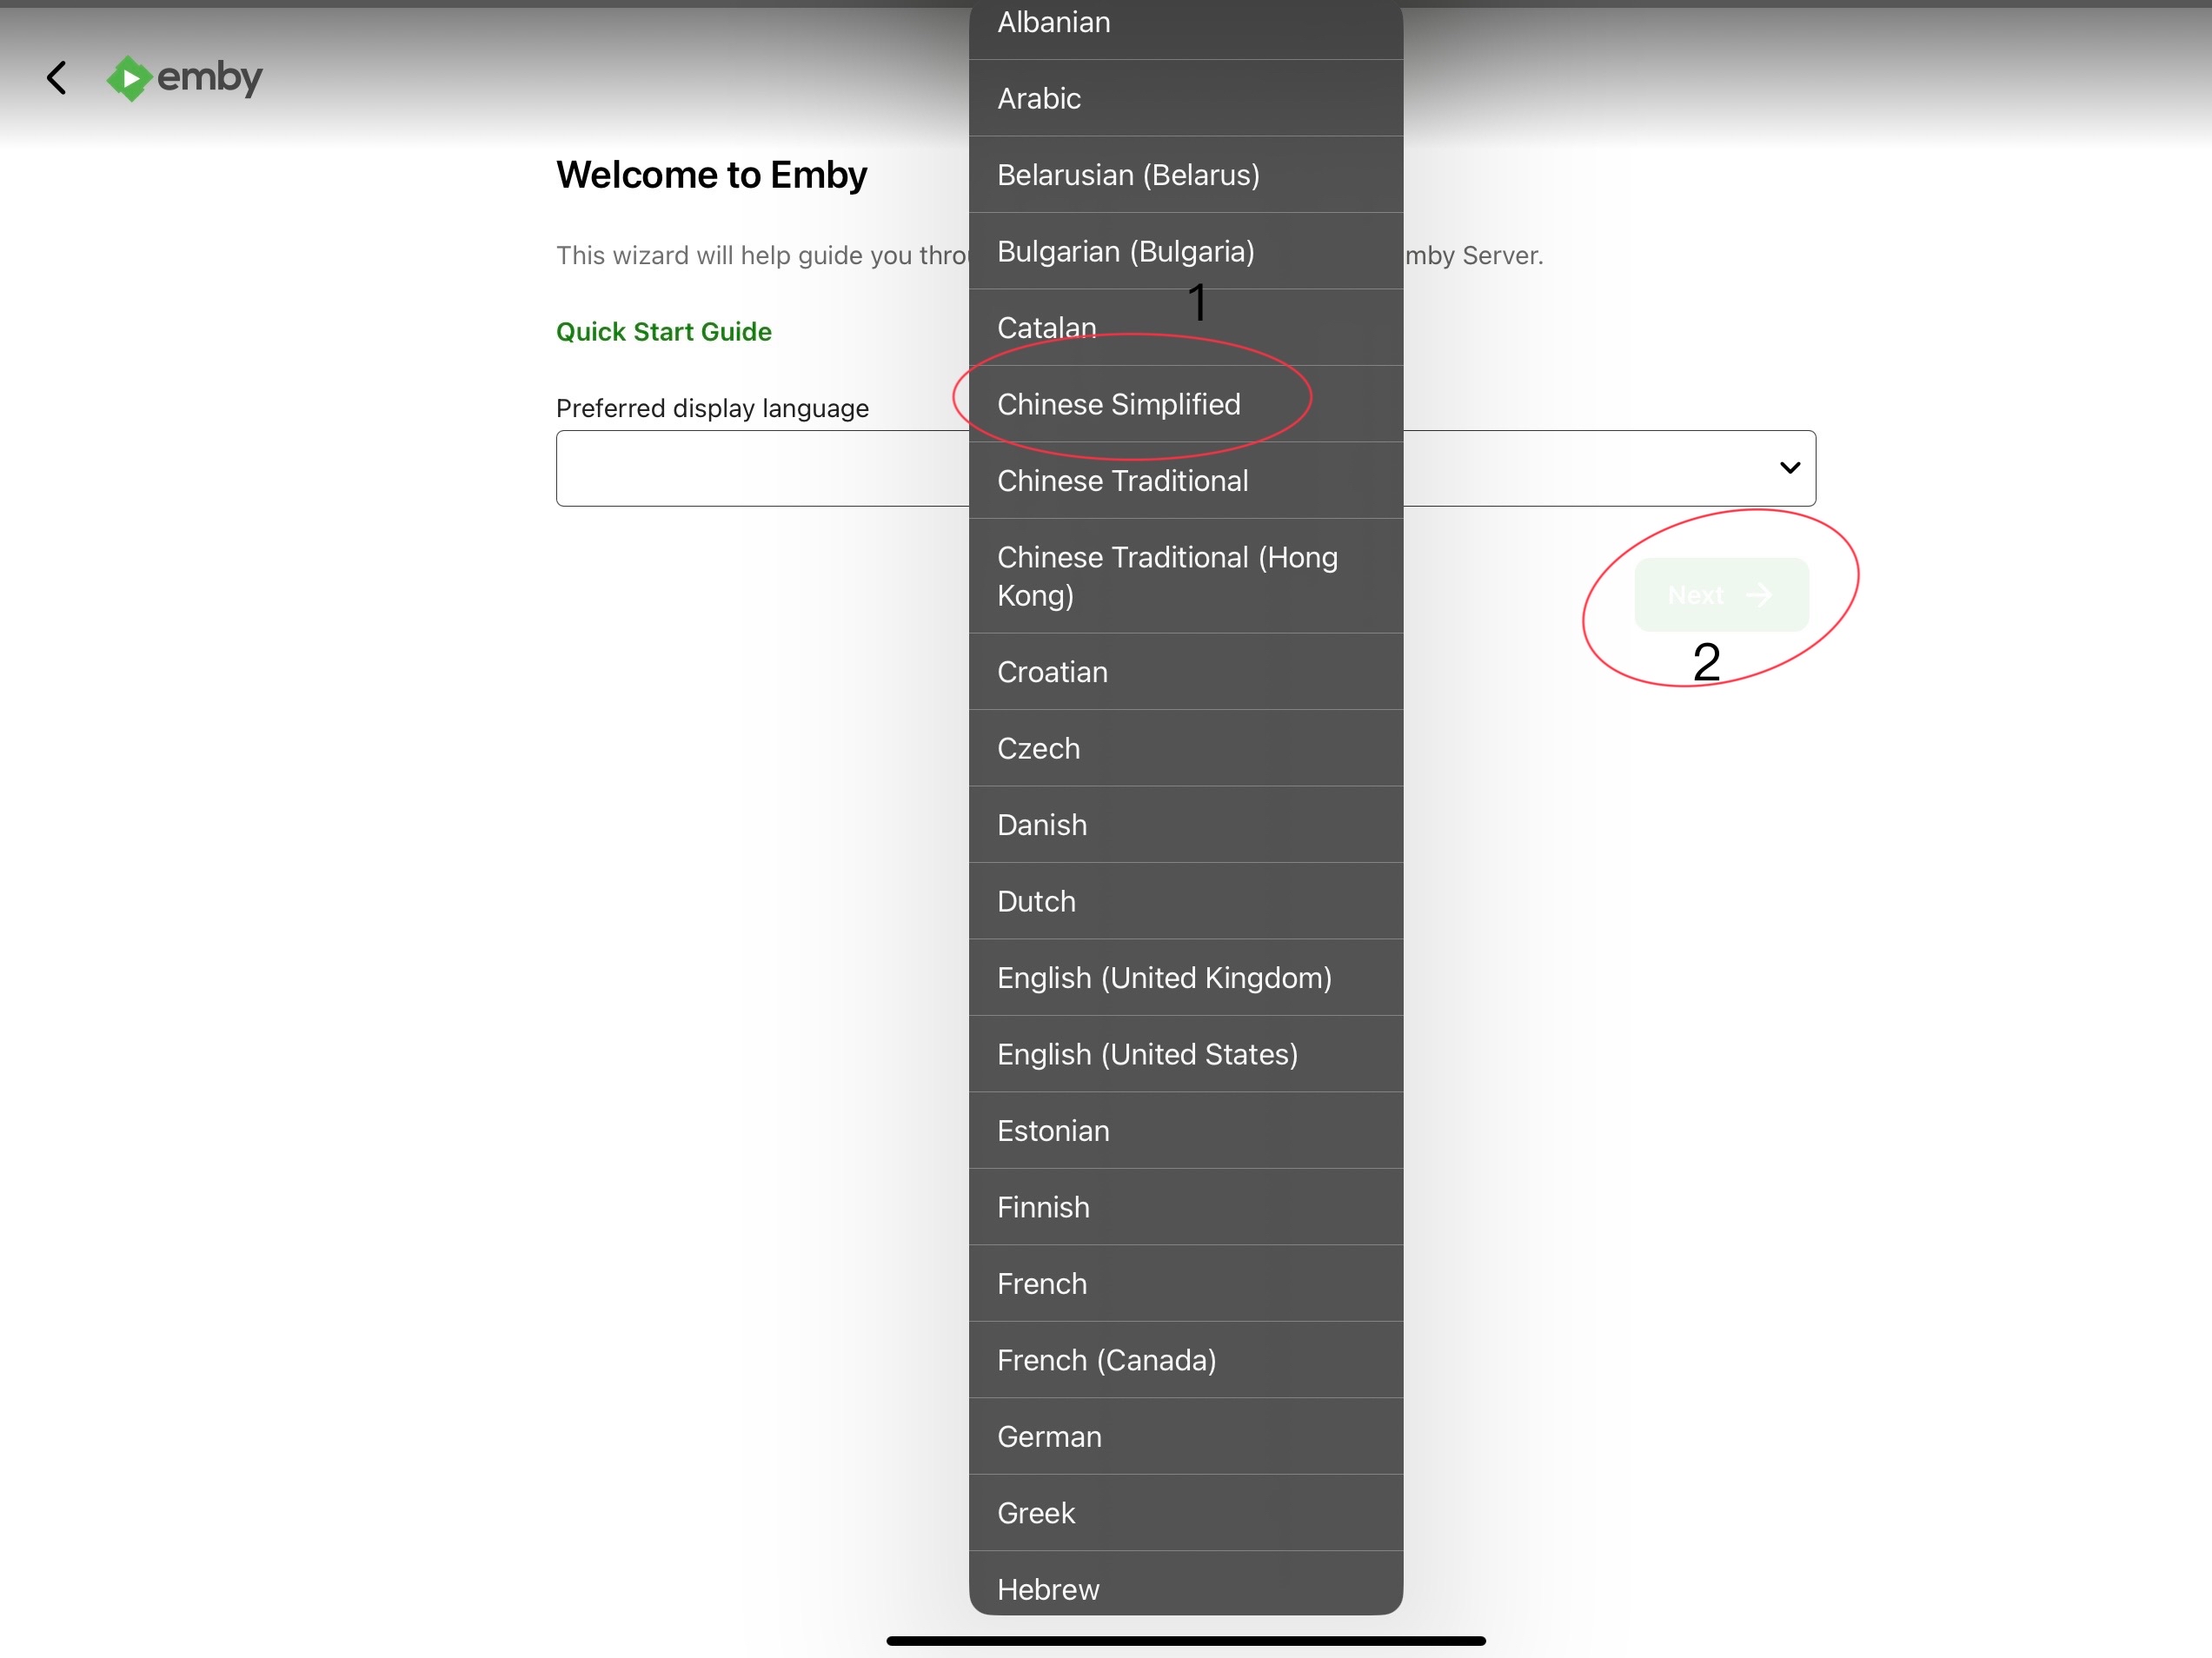 emby
Welcome to Emby
This wizard will help guide you thro
mby Server.
Quick Start Guide
Preferred display language
Albanian
Arabic
Belarusian (Belarus)
Bulgarian (Bulgaria)
1
Catalan
Chinese Simplified
Chinese Traditional
Chinese Traditional (Hong
Kong)
Croatian
Czech
Danish
Dutch
English (United Kingdom)
English (United States)
Estonian
Finnish
French
French (Canada)
German
Greek
Hebrew
Next
2